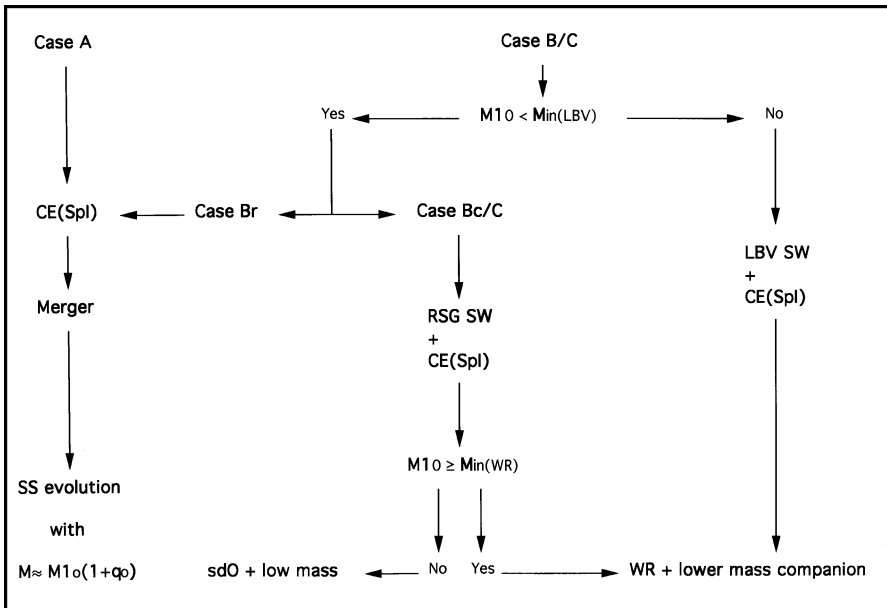 Case A
Case B/C
Yes
M1o < Min(LBV)
No
CE(Spl)
Case Br
Case Bc/C
LBV SW
+
CE(Spl)
Merger
RSG SW
+
CE(Spl)
M1o ≥ Min(WR)
SS evolution
with
M≈ M1o(1+qo)
sdO + low mass
No
Yes
WR + lower mass companion